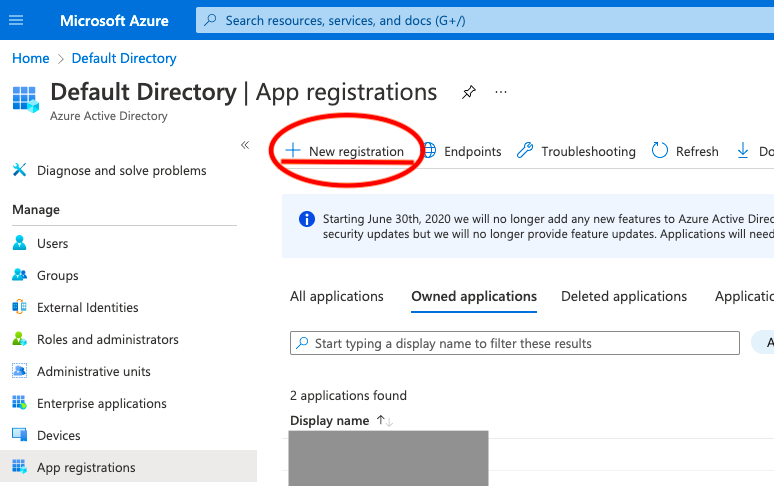 Microsoft Azure
Search resources, services, and docs (G+/)
Home > Default Directory
Default Directory | App registrations
Azure Active Directory
New registration
Endpoints
Troubleshooting
Refresh
Diagnose and solve problems
Manage
Users
Groups
External Identities
Roles and administrators
Administrative units
Enterprise applications
Devices
App registrations
Starting June 30th, 2020 we will no longer add any new features to Azure Active
security updates but we will no longer provide feature updates. Applications will need
All applications
Owned applications
Deleted applications
Start typing a display name to filter these results
2 applications found
Display name